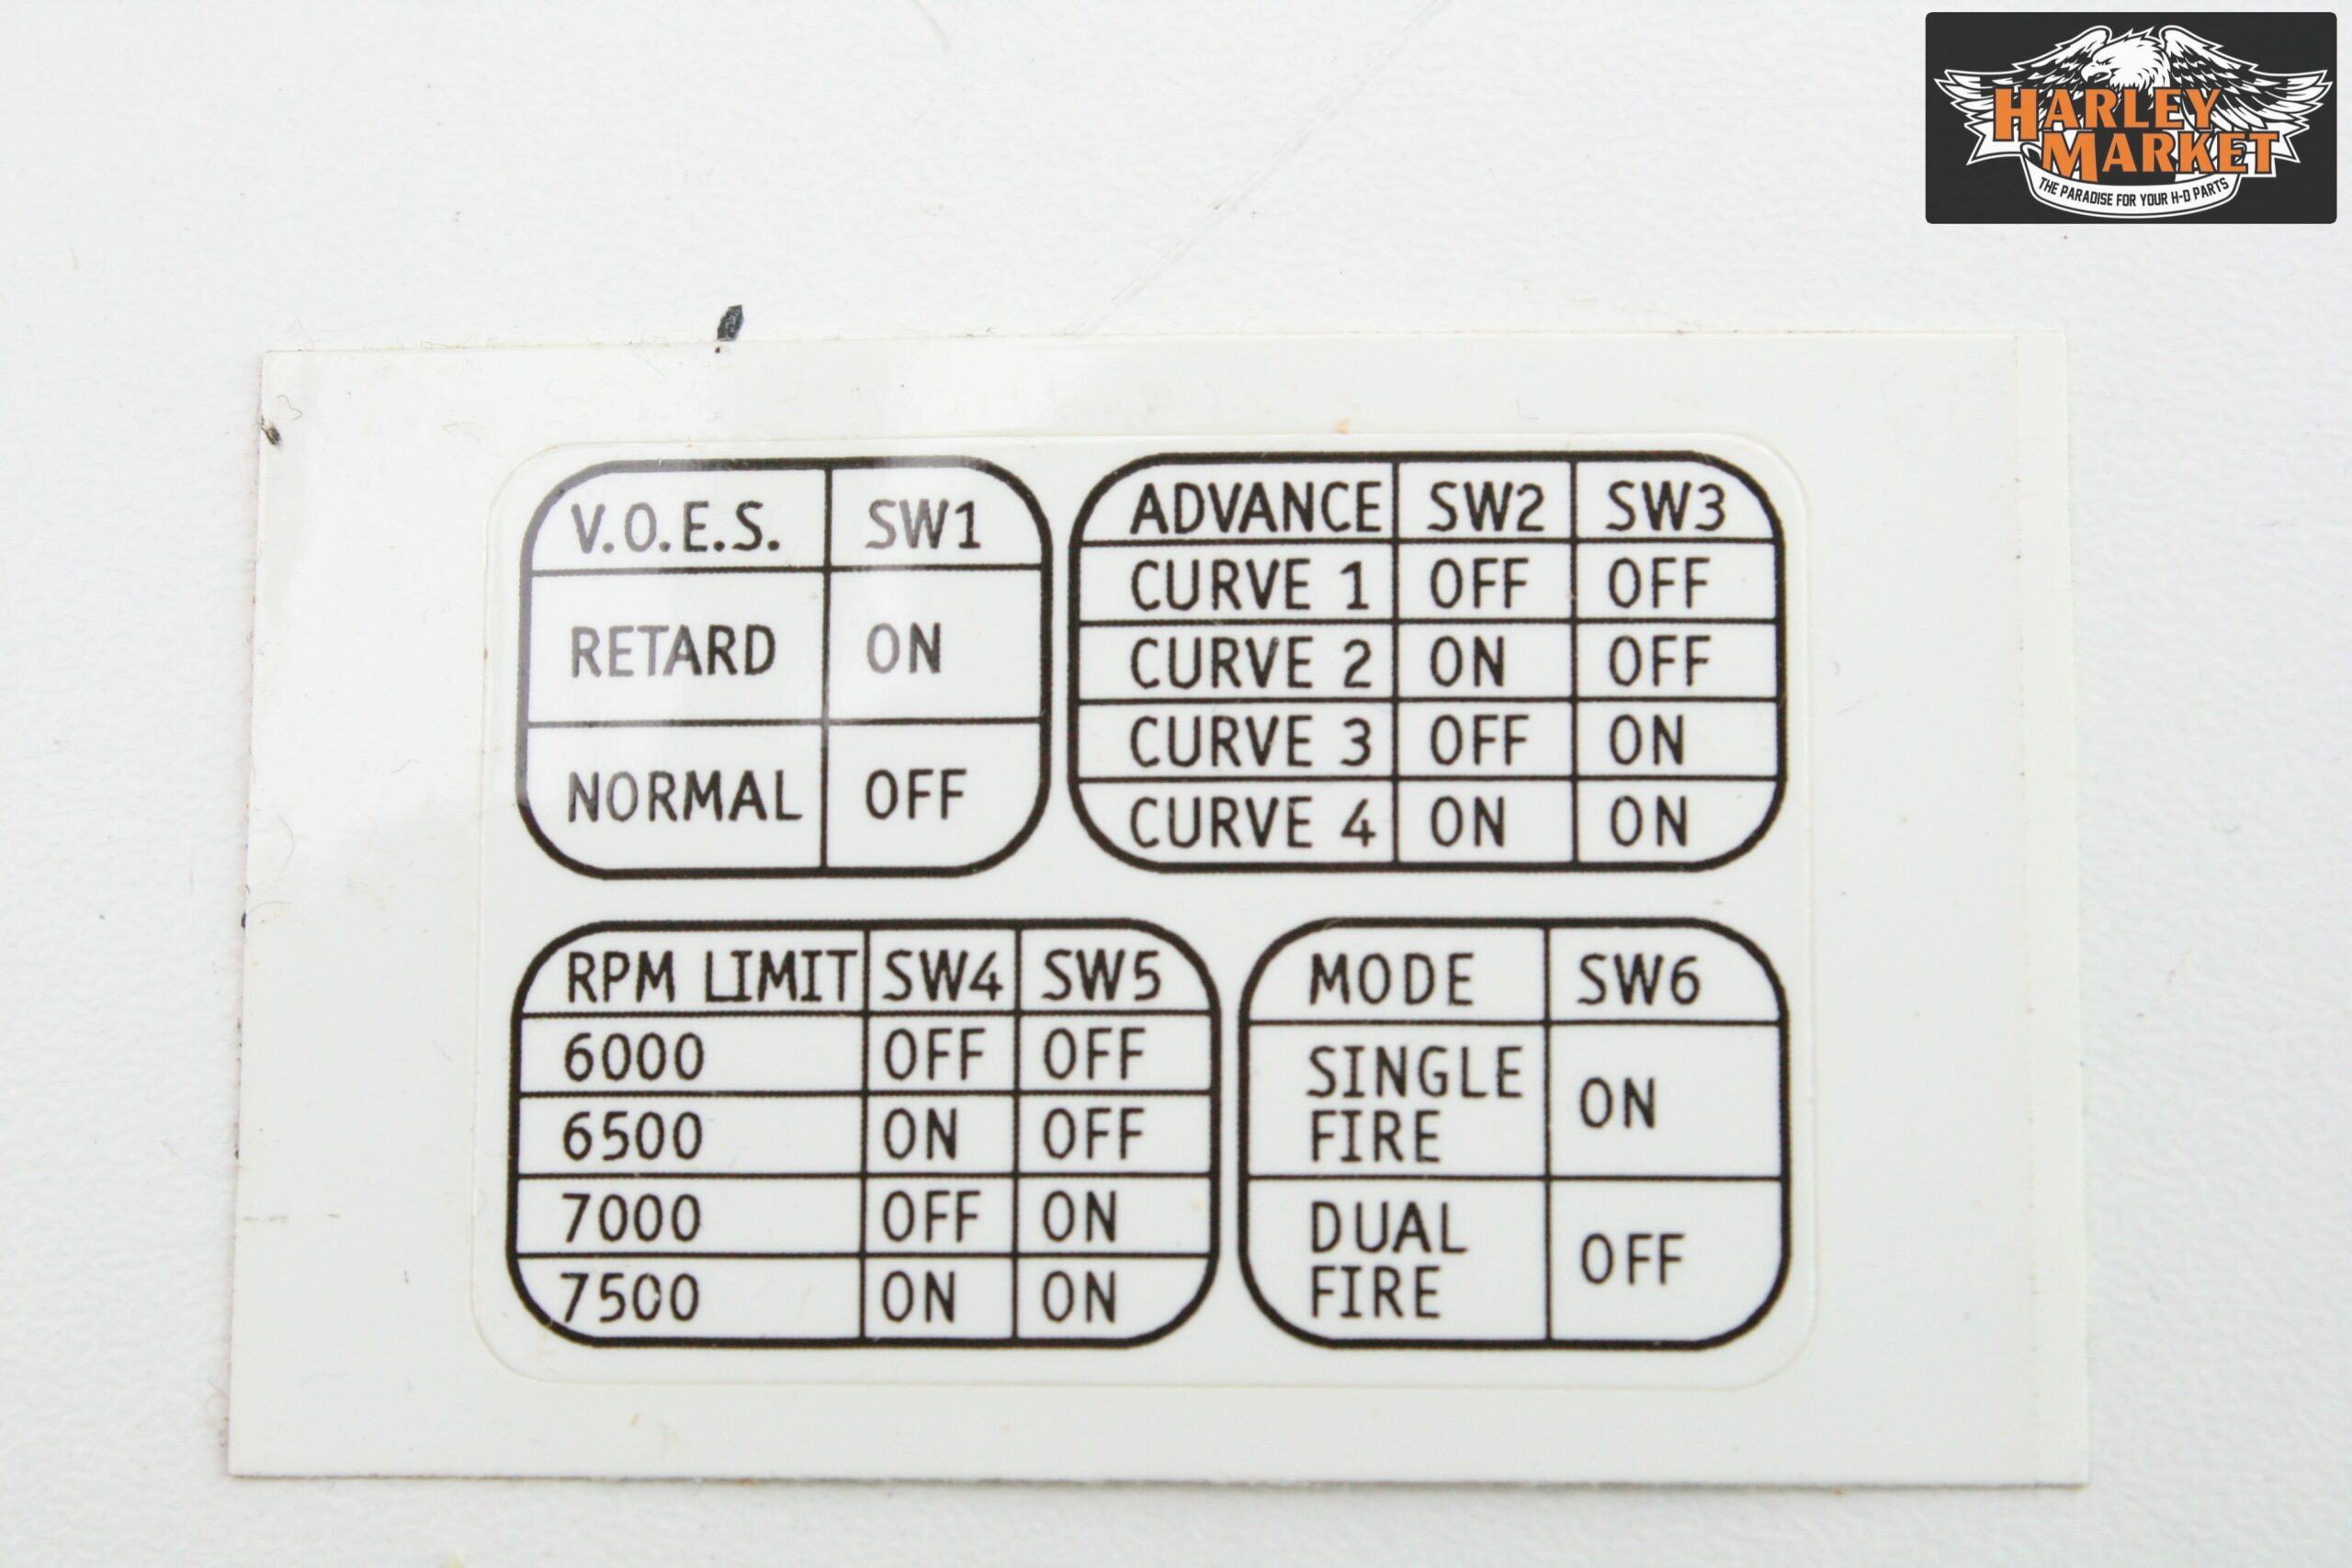 HARLEY
MARKET
THE PARADISE FOR YOUR H-D PARTS
V.O.E.S. SW1
RETARD ON
NORMAL OFF
ADVANCE SW2 SW3
CURVE 1 OFF OFF
CURVE 2 ON OFF
CURVE 3 OFF ON
CURVE 4 ON ON
RPM LIMIT SW4 SW5
6000 OFF OFF
6500 ON OFF
7000 OFF ON
7500 ON ON
MODE SW6
SINGLE
FIRE ON
DUAL
FIRE OFF